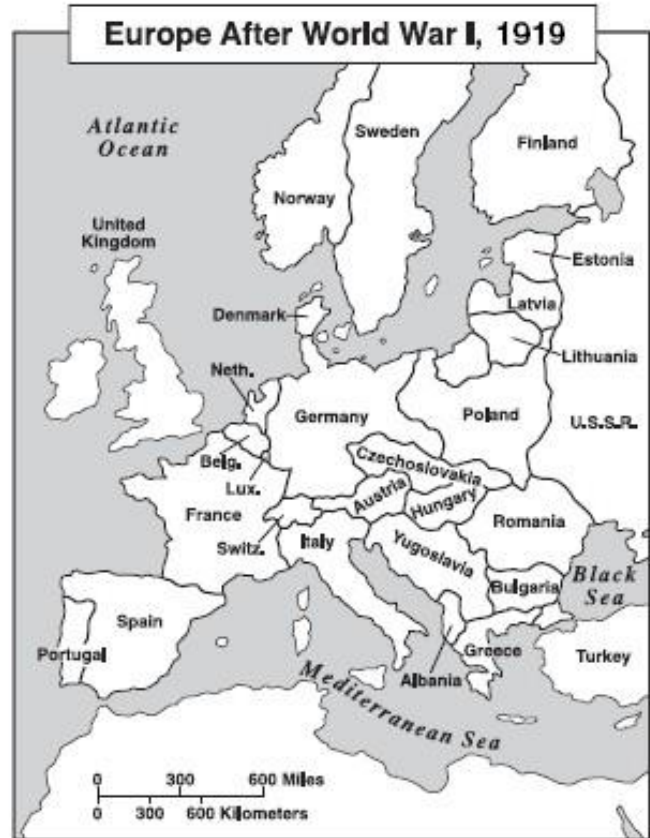 Europe After World War I, 1919
Atlantic
Ocean
Sweden
Finland
Norway
United
Kingdom
Estonia
Denmark
Latvia
Lithuania
Neth.
Germany
Poland
U.S.S.R.
Belg.
Czechoslovakia
Lux.
Austria
Hungary
France
Romania
Switz.
Italy
Yugoslavia
Black
Sea
Bulgaria
Spain
Portugal
Greece
Turkey
Albania
Mediterranean Sea
0 300 600 Miles
0 300 600 Kilometers